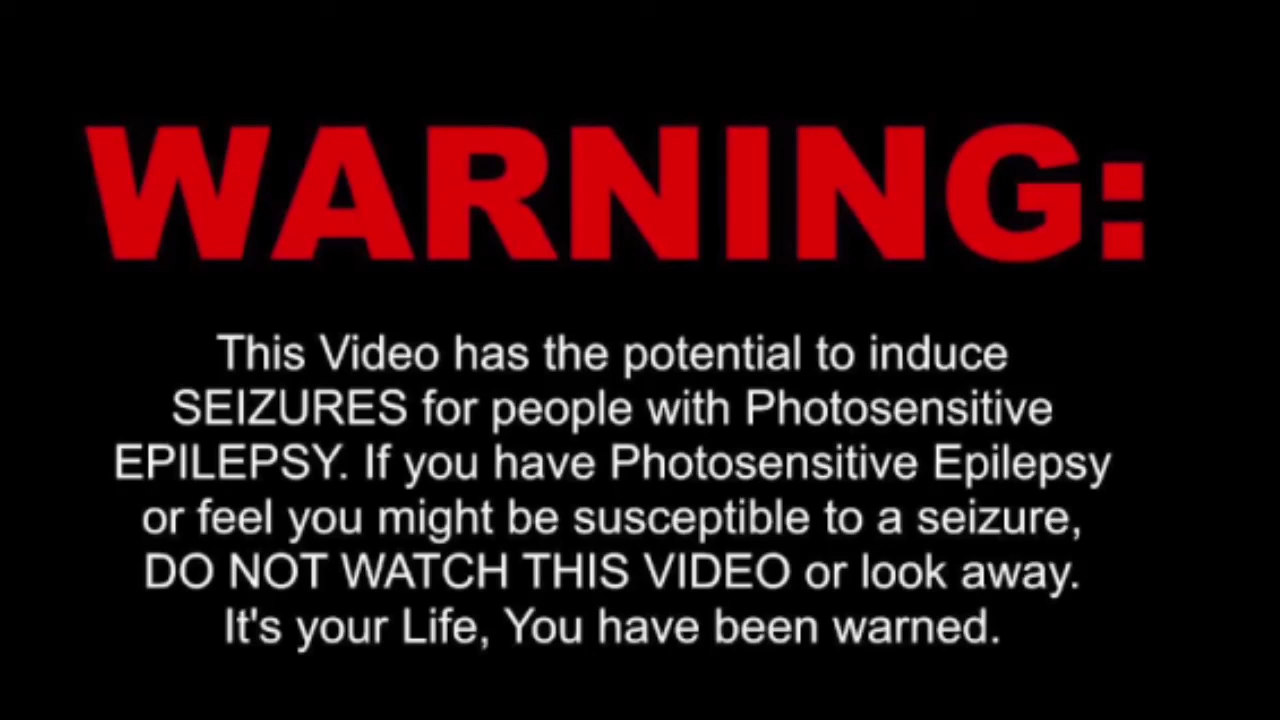 WARNING:
This Video has the potential to induce
SEIZURES for people with Photosensitive
EPILEPSY. If you have Photosensitive Epilepsy
or feel you might be susceptible to a seizure,
DO NOT WATCH THIS VIDEO or look away.
It's your Life, You have been warned.